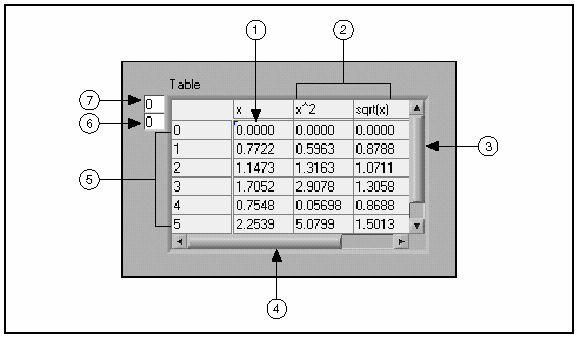 1 2
Table
7 0
6 0
x x^2 sqrt(x)
0 0.0000 0.0000 0.0000
1 0.7722 0.5963 0.8788
2 1.1473 1.3163 1.0711
3 1.7052 2.9078 1.3058
4 0.7548 0.05698 0.8688
5 2.2539 5.0799 1.5013
3
5
4